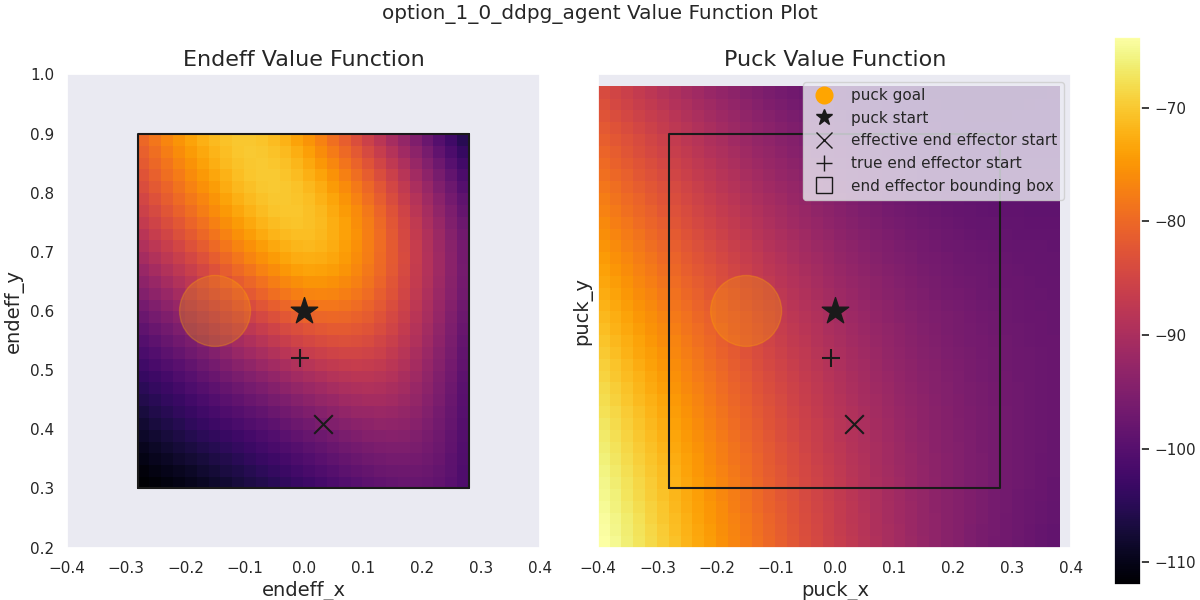 option_1_0_ddpg_agent Value Function Plot
Endeff Value Function
Puck Value Function
1.0
0.9
0.8
0.7
0.6
0.5
0.4
0.3
0.2
endeff_y
−0.4 −0.3 −0.2 −0.1 0.0 0.1 0.2 0.3 0.4
endeff_x
puck_y
puck goal
puck start
effective end effector start
true end effector start
end effector bounding box
−0.4 −0.3 −0.2 −0.1 0.0 0.1 0.2 0.3 0.4
puck_x
−70
−80
−90
−100
−110